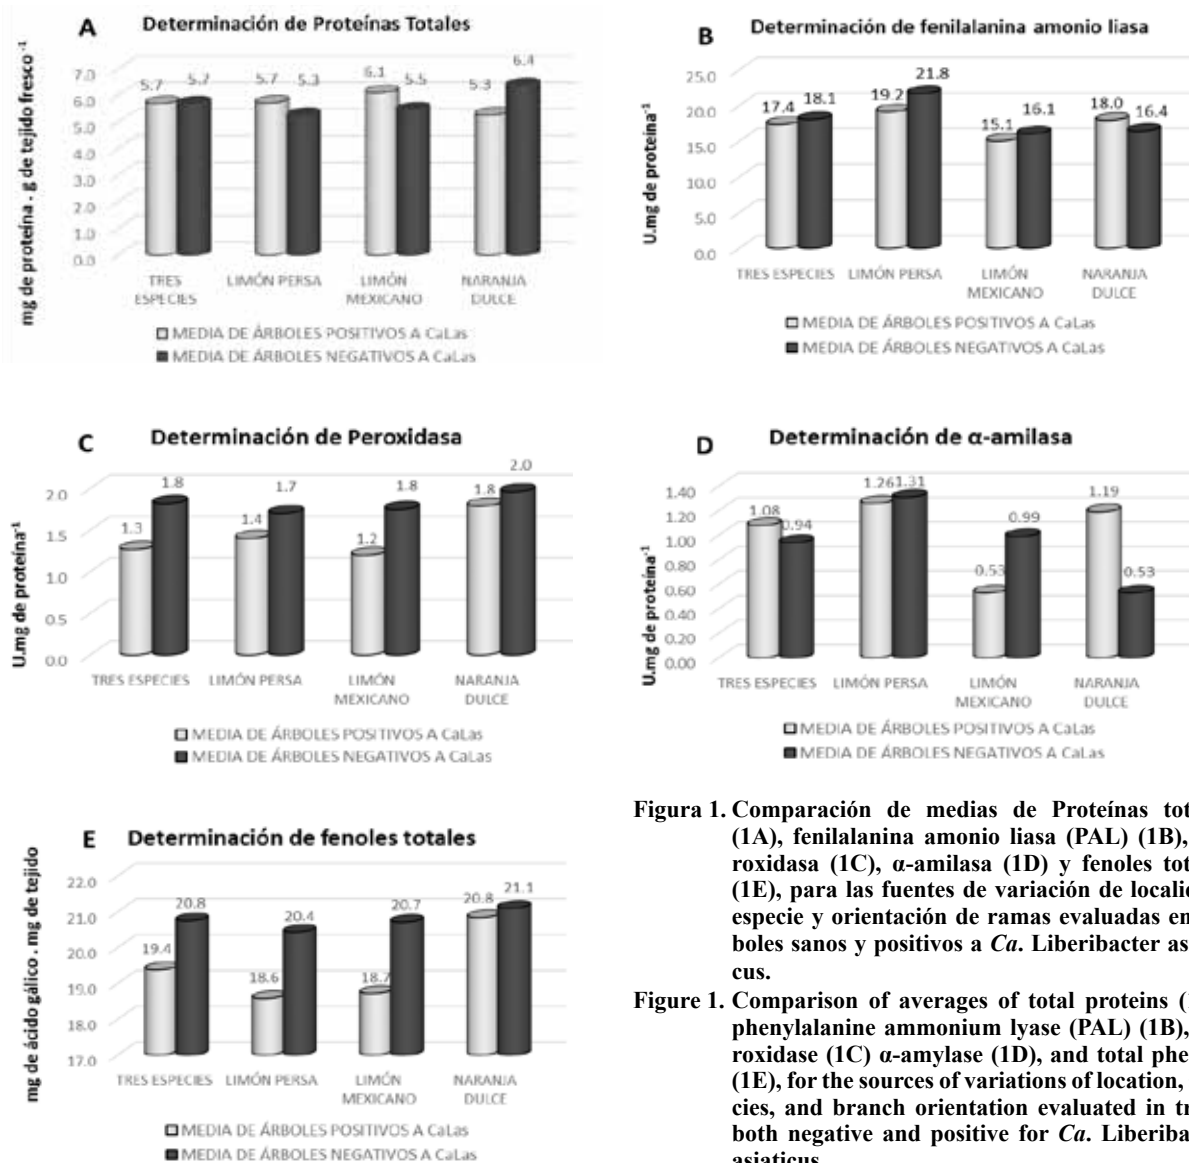 A Determinación de Proteínas Totales
mg de proteína . g de tejido fresco⁻¹
7.0
6.0
5.0
4.0
3.0
2.0
1.0
0.0
5.7 5.7 5.7 5.3 6.1 5.5 5.3 6.4
TRES ESPECIES
LIMÓN PERSA
LIMÓN MEXICANO
NARANJA DULCE
MEDIA DE ÁRBOLES POSITIVOS A CaLas
MEDIA DE ÁRBOLES NEGATIVOS A CaLas
B Determinación de fenilalanina amonio liasa
U.mg de proteina⁻¹
25.0
20.0
15.0
10.0
5.0
0.0
17.4 18.1 19.2 21.8 15.1 16.1 18.0 16.4
TRES ESPECIES
LIMÓN PERSA
LIMÓN MEXICANO
NARANJA DULCE
MEDIA DE ÁRBOLES POSITIVOS A CaLas
MEDIA DE ÁRBOLES NEGATIVOS A CaLas
C Determinación de Peroxidasa
U.mg de proteína⁻¹
2.0
1.5
1.0
0.5
0.0
1.3 1.8 1.4 1.7 1.2 1.8 1.8 2.0
TRES ESPECIES
LIMÓN PERSA
LIMÓN MEXICANO
NARANJA DULCE
MEDIA DE ÁRBOLES POSITIVOS A CaLas
MEDIA DE ÁRBOLES NEGATIVOS A CaLas
D Determinación de α-amilasa
U.mg de proteína⁻¹
1.40
1.20
1.00
0.80
0.60
0.40
0.20
0.00
1.08 0.94 1.26 1.31 0.53 0.99 1.19 0.53
TRES ESPECIES
LIMÓN PERSA
LIMÓN MEXICANO
NARANJA DULCE
MEDIA DE ÁRBOLES POSITIVOS A CaLas
MEDIA DE ÁRBOLES NEGATIVOS A CaLas
E Determinación de fenoles totales
mg de ácido gálico . mg de tejido
22.0
21.0
20.0
19.0
18.0
17.0
19.4 20.8 18.6 20.4 18.7 20.7 20.8 21.1
TRES ESPECIES
LIMÓN PERSA
LIMÓN MEXICANO
NARANJA DULCE
MEDIA DE ÁRBOLES POSITIVOS A CaLas
MEDIA DE ÁRBOLES NEGATIVOS A CaLas
Figura 1. Comparación de medias de Proteínas tot
(1A), fenilalanina amonio liasa (PAL) (1B),
roxidasa (1C), α-amilasa (1D) y fenoles tot
(1E), para las fuentes de variación de locali
especie y orientación de ramas evaluadas en
boles sanos y positivos a Ca. Liberibacter as
cus.
Figure 1. Comparison of averages of total proteins (
phenylalanine ammonium lyase (PAL) (1B),
roxidase (1C) α-amylase (1D), and total phe
(1E), for the sources of variations of location,
cies, and branch orientation evaluated in tr
both negative and positive for Ca. Liberiba
asiaticus.